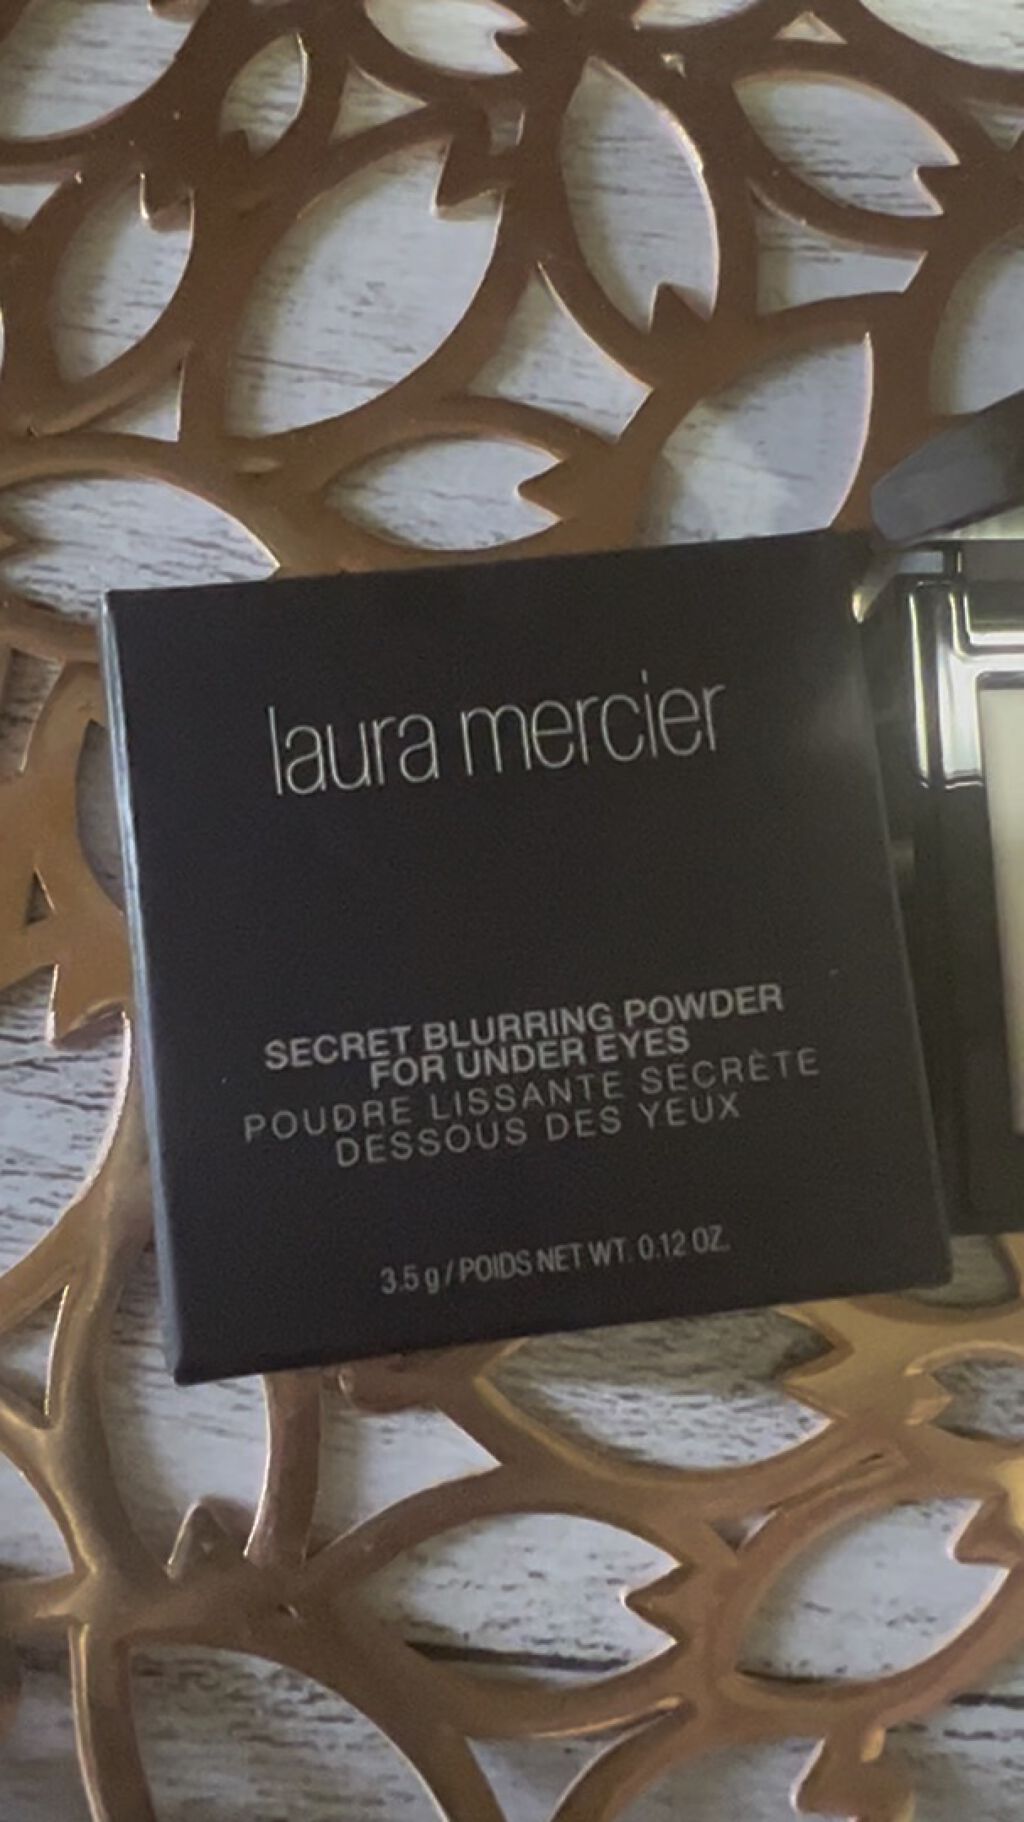 laura mercier
SECRET BLURRING POWDER
FOR UNDER EYES
POUDRE LISSANTE SECRÈTE
DESSOUS DES YEUX
3.5 g / POIDS NET WT. 0.12 OZ.